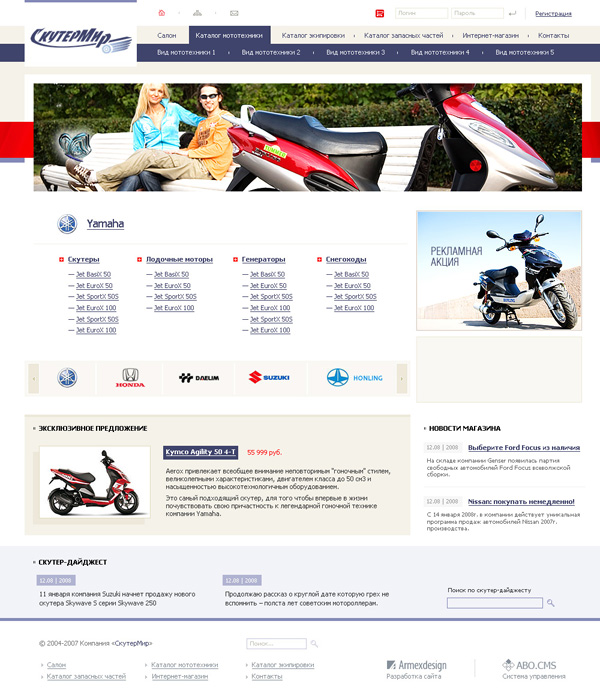 Логин
Пароль
Регистрация
СкутерМир
Салон
Каталог мототехники
Каталог экипировки
Каталог запасных частей
Интернет-магазин
Контакты
Вид мототехники 1
Вид мототехники 2
Вид мототехники 3
Вид мототехники 4
Вид мототехники 5
Yamaha
Скутеры
— Jet BasiX 50
— Jet EuroX 50
— Jet SportX 50S
— Jet EuroX 100
— Jet SportX 50S
— Jet EuroX 100
Лодочные моторы
— Jet BasiX 50
— Jet EuroX 50
— Jet SportX 50S
— Jet EuroX 100
Генераторы
— Jet BasiX 50
— Jet EuroX 50
— Jet SportX 50S
— Jet EuroX 100
— Jet SportX 50S
— Jet EuroX 100
Снегоходы
— Jet BasiX 50
— Jet EuroX 50
— Jet SportX 50S
— Jet EuroX 100
РЕКЛАМНАЯ
АКЦИЯ
HONDA
DAELIM
SUZUKI
HONLING
ЭКСКЛЮЗИВНОЕ ПРЕДЛОЖЕНИЕ
Kymco Agility 50 4-T
55 999 руб.
Aerox привлекает всеобщее внимание неповторимым "гоночным" стилем,
великолепными характеристиками, двигателем класса до 50 см3 и
насыщенностью высокотехнологичным оборудованием.
Это самый подходящий скутер, для того чтобы впервые в жизни
почувствовать свою причастность к легендарной гоночной технике
компании Yamaha.
НОВОСТИ МАГАЗИНА
12.08 | 2008
Выберите Ford Focus из наличия
На складе компании Genser появилась партия
свободных автомобилей Ford Focus всеволжской
сборки.
12.08 | 2008
Nissan: покупать немедленно!
С 14 января 2008г. в компании действует уникальная
программа продаж автомобилей Nissan 2007г.
производства.
СКУТЕР-ДАЙДЖЕСТ
12.08 | 2008
11 января компания Suzuki начнет продажу нового
скутера Skywave S серии Skywave 250
12.08 | 2008
Продолжаю рассказ о круглой дате которую грех не
вспомнить – полста лет советским мотороллерам.
Поиск по скутер-дайджесту
© 2004-2007 Компания «СкутерМир»
Поиск...
Салон
Каталог запасных частей
Каталог мототехники
Интернет-магазин
Каталог экипировки
Контакты
Armexdesign
Разработка сайта
ABO.CMS
Система управления